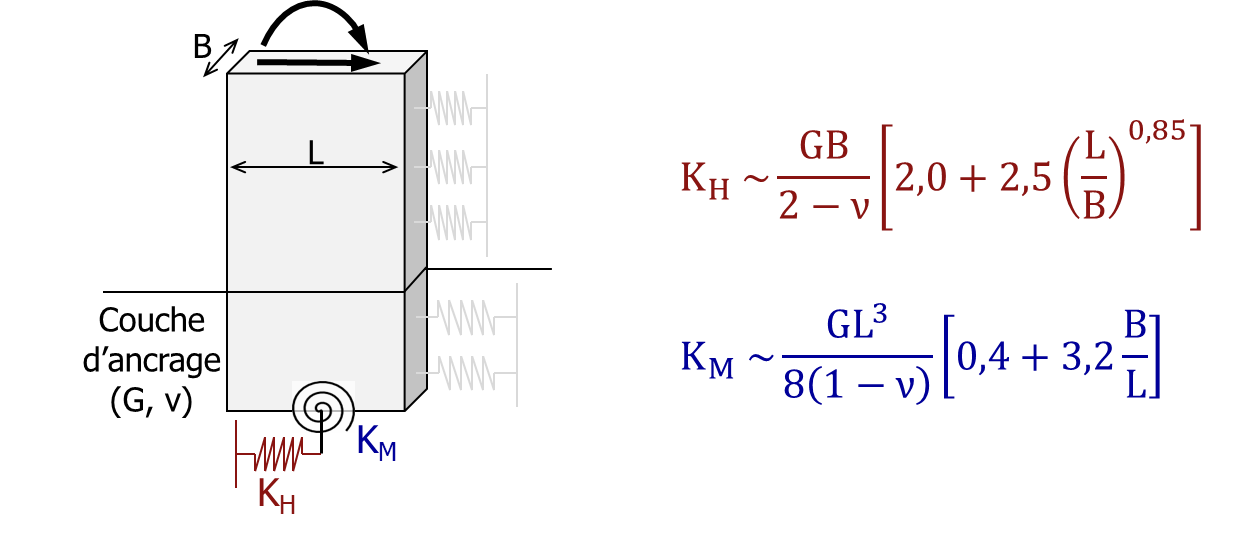 B
L
Couche
d'ancrage
(G, ν)
K_M
K_H
K_H ~ GB / (2 − ν) [2,0 + 2,5 (L/B)^0,85]
K_M ~ GL³ / 8(1 − ν) [0,4 + 3,2 B/L]